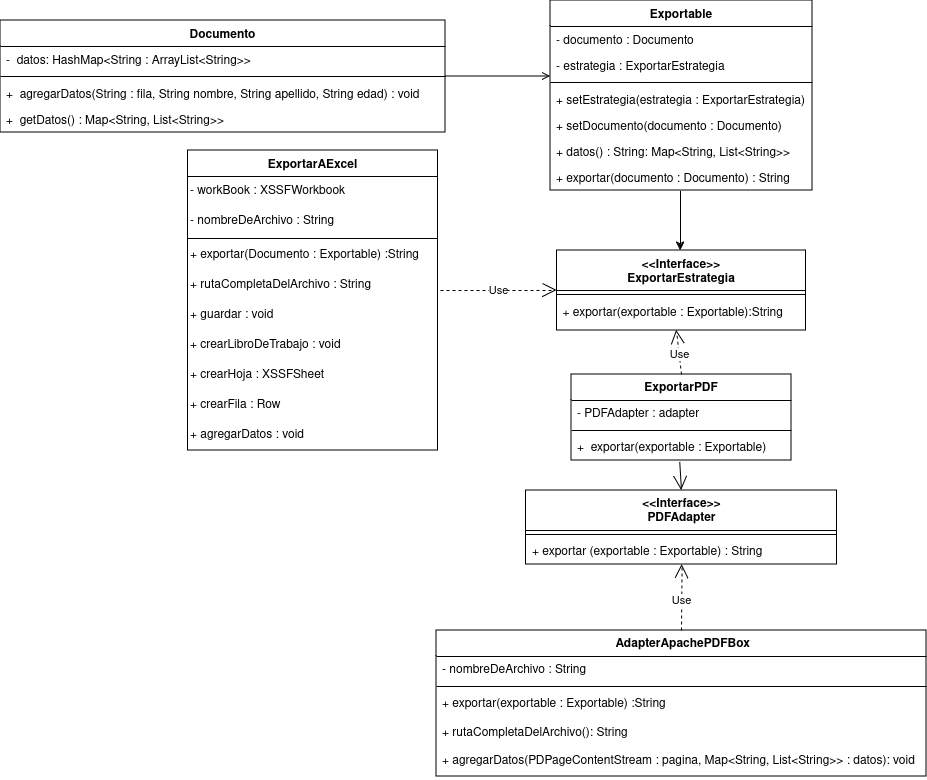 Documento
- datos: HashMap<String : ArrayList<String>>
+ agregarDatos(String : fila, String nombre, String apellido, String edad) : void
+ getDatos() : Map<String, List<String>>
Exportable
- documento : Documento
- estrategia : ExportarEstrategia
+ setEstrategia(estrategia : ExportarEstrategia)
+ setDocumento(documento : Documento)
+ datos() : String: Map<String, List<String>>
+ exportar(documento : Documento) : String
ExportarAExcel
- workBook : XSSFWorkbook
- nombreDeArchivo : String
+ exportar(Documento : Exportable) :String
+ rutaCompletaDelArchivo : String
+ guardar : void
+ crearLibroDeTrabajo : void
+ crearHoja : XSSFSheet
+ crearFila : Row
+ agregarDatos : void
Use
<<Interface>>
ExportarEstrategia
+ exportar(exportable : Exportable):String
Use
ExportarPDF
- PDFAdapter : adapter
+ exportar(exportable : Exportable)
<<Interface>>
PDFAdapter
+ exportar (exportable : Exportable) : String
Use
AdapterApachePDFBox
- nombreDeArchivo : String
+ exportar(exportable : Exportable) :String
+ rutaCompletaDelArchivo(): String
+ agregarDatos(PDPageContentStream : pagina, Map<String, List<String>> : datos): void